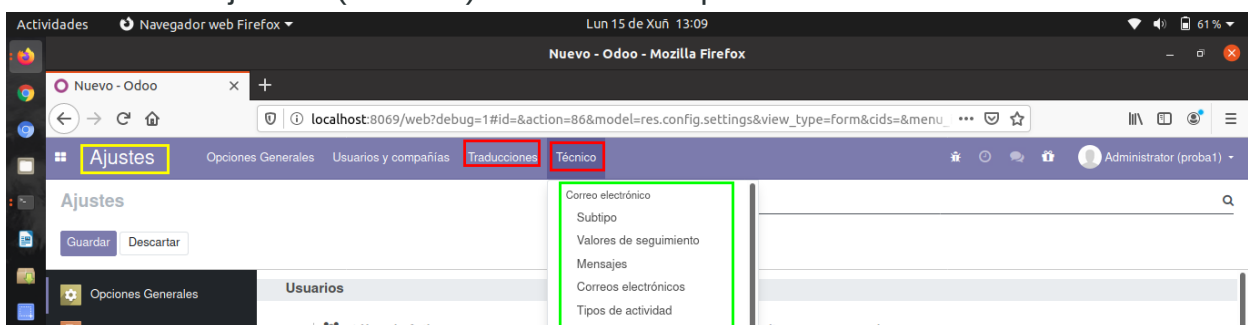 Actividades Navegador web Firefox Lun 15 de Xuñ 13:09 61 %
Nuevo - Odoo - Mozilla Firefox
Nuevo - Odoo
localhost:8069/web?debug=1#id=&action=86&model=res.config.settings&view_type=form&cids=&menu_
Ajustes Opciones Generales Usuarios y compañías Traducciones Técnico Administrator (proba1)
Ajustes
Guardar Descartar
Correo electrónico
Subtipo
Valores de seguimiento
Mensajes
Correos electrónicos
Tipos de actividad
Opciones Generales
Usuarios